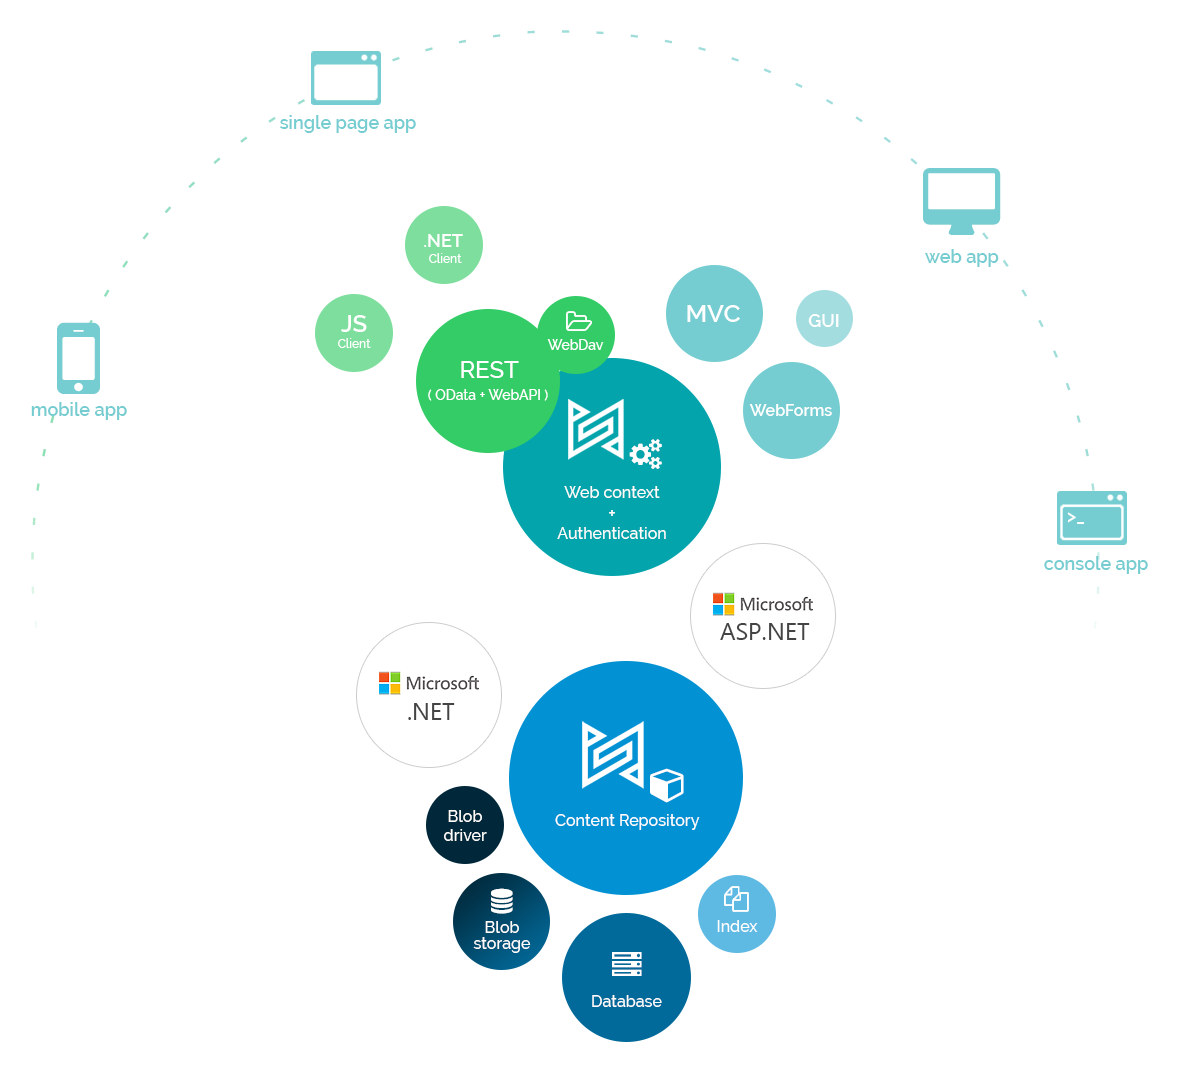 single page app
web app
mobile app
console app
.NET
Client
JS
Client
REST
( OData + WebAPI )
WebDav
MVC
GUI
WebForms
Web context
+
Authentication
Microsoft
ASP.NET
Microsoft
.NET
Content Repository
Blob
driver
Blob
storage
Index
Database